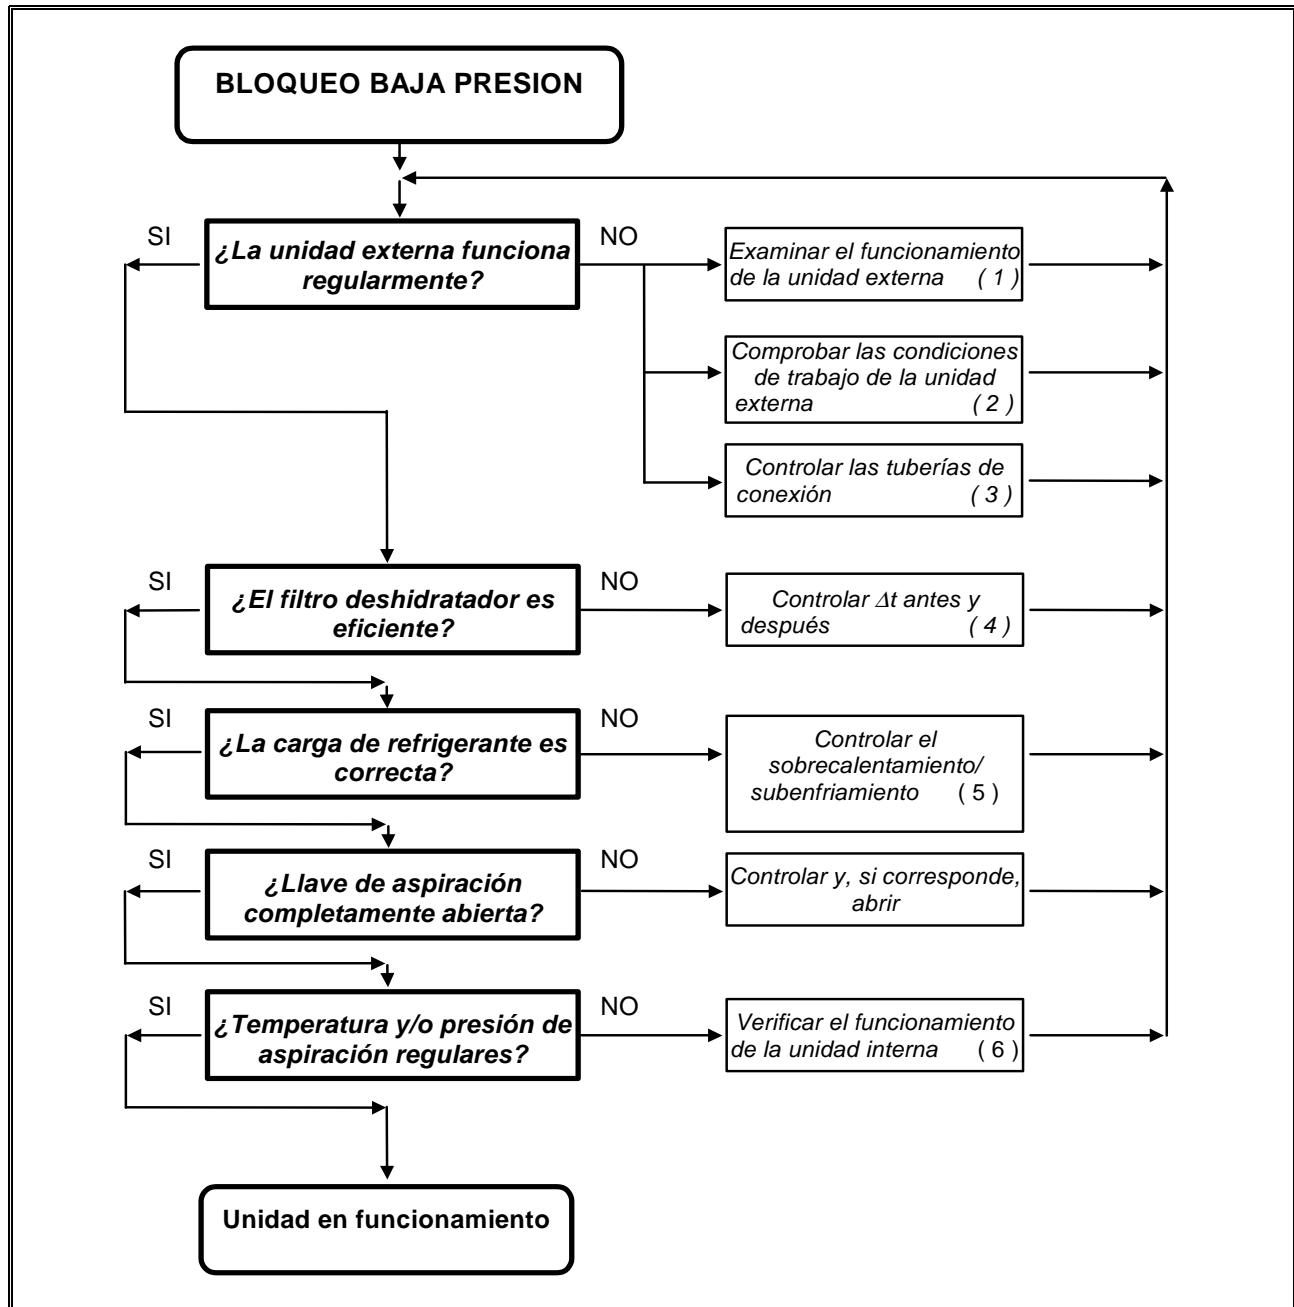 BLOQUEO BAJA PRESION
SI
¿La unidad externa funciona
regularmente?
NO
Examinar el funcionamiento
de la unidad externa ( 1 )
Comprobar las condiciones
de trabajo de la unidad
externa ( 2 )
Controlar las tuberías de
conexión ( 3 )
SI
¿El filtro deshidratador es
eficiente?
NO
Controlar Δt antes y
después ( 4 )
SI
¿La carga de refrigerante es
correcta?
NO
Controlar el
sobrecalentamiento/
subenfriamiento ( 5 )
SI
¿Llave de aspiración
completamente abierta?
NO
Controlar y, si corresponde,
abrir
SI
¿Temperatura y/o presión de
aspiración regulares?
NO
Verificar el funcionamiento
de la unidad interna ( 6 )
Unidad en funcionamiento